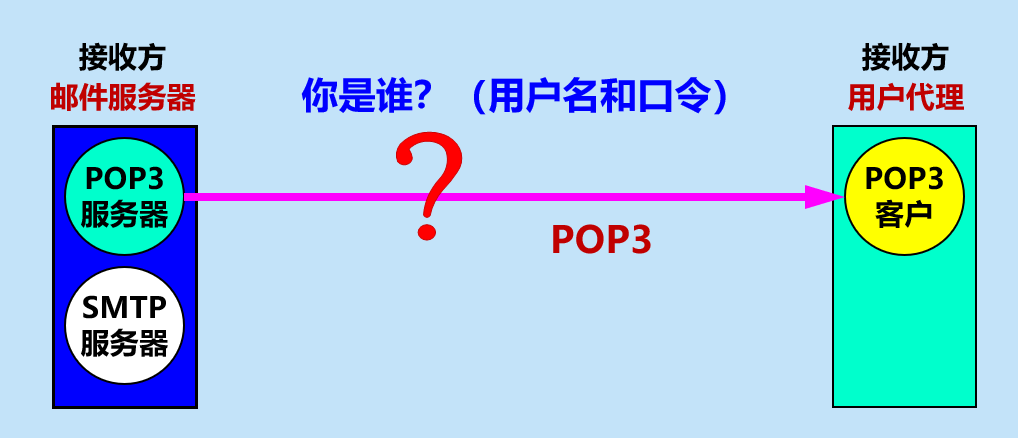 接收方
邮件服务器
接收方
用户代理
你是谁？（用户名和口令）
POP3
服务器
?
POP3
POP3
客户
SMTP
服务器